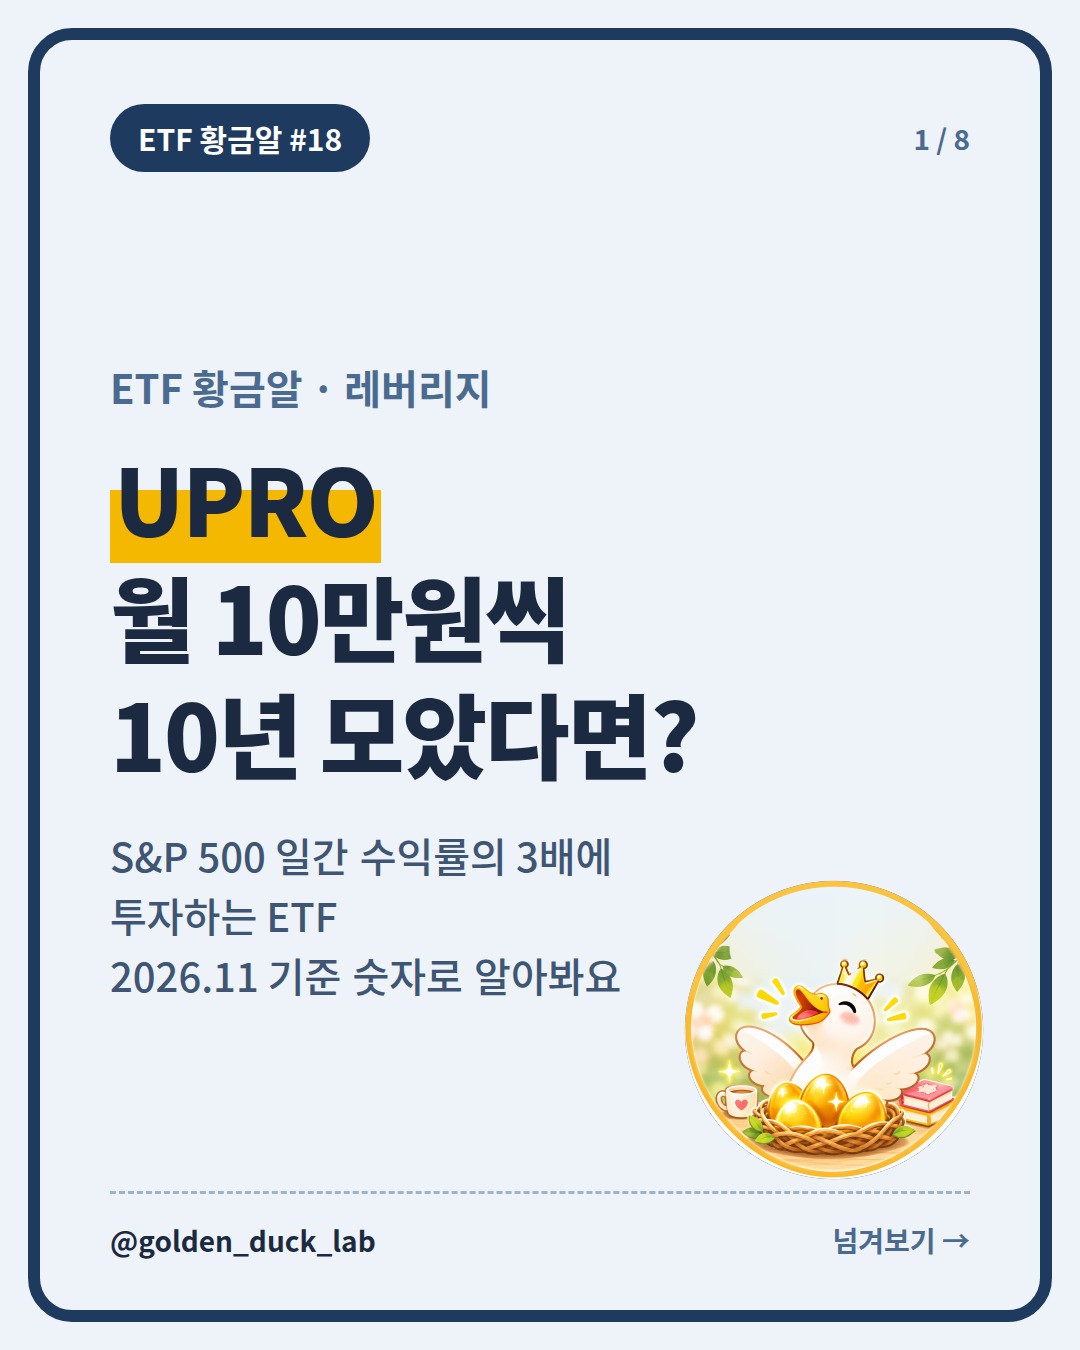 ETF 황금알 #18
1 / 8
ETF 황금알 · 레버리지
UPRO
월 10만원씩
10년 모았다면?
S&P 500 일간 수익률의 3배에
투자하는 ETF
2026.11 기준 숫자로 알아봐요
@golden_duck_lab
넘겨보기 →